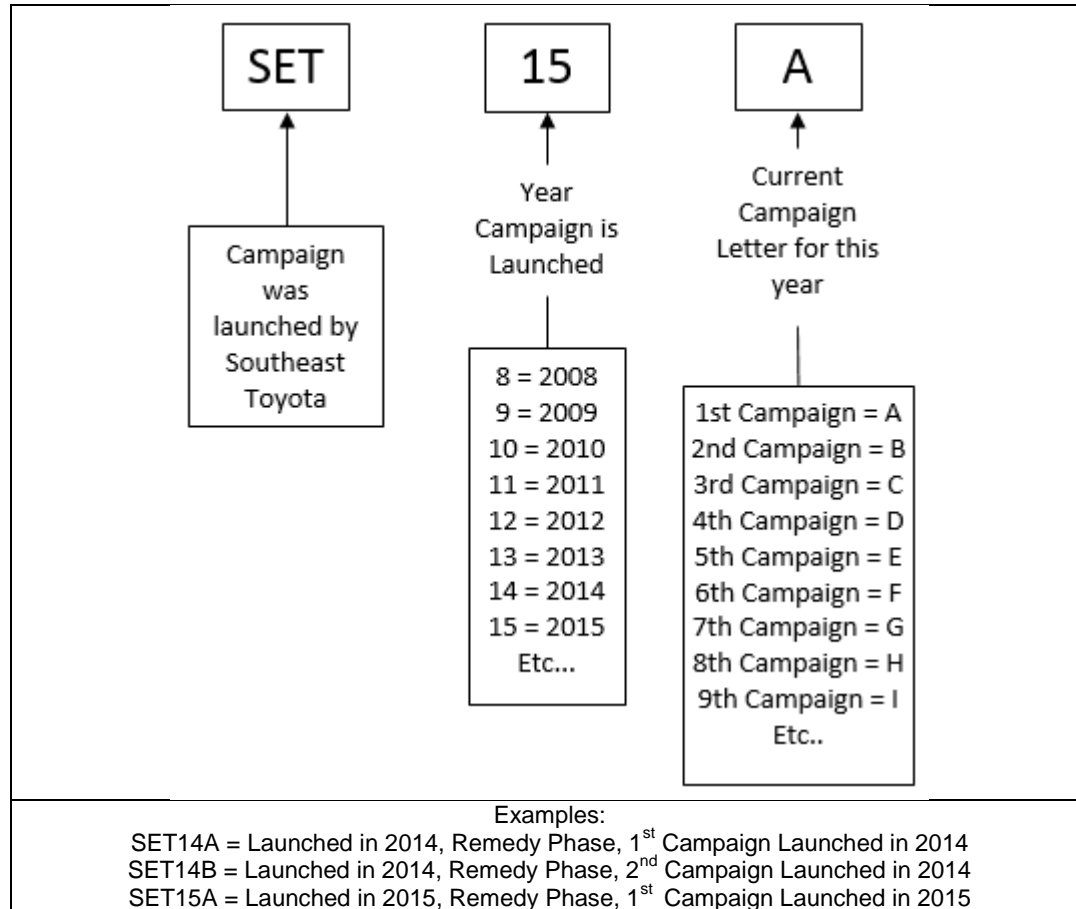 SET
15
A
Campaign
was
launched by
Southeast
Toyota
Year
Campaign is
Launched
8 = 2008
9 = 2009
10 = 2010
11 = 2011
12 = 2012
13 = 2013
14 = 2014
15 = 2015
Etc...
Current
Campaign
Letter for this
year
1st Campaign = A
2nd Campaign = B
3rd Campaign = C
4th Campaign = D
5th Campaign = E
6th Campaign = F
7th Campaign = G
8th Campaign = H
9th Campaign = I
Etc..
Examples:
SET14A = Launched in 2014, Remedy Phase, 1st Campaign Launched in 2014
SET14B = Launched in 2014, Remedy Phase, 2nd Campaign Launched in 2014
SET15A = Launched in 2015, Remedy Phase, 1st Campaign Launched in 2015